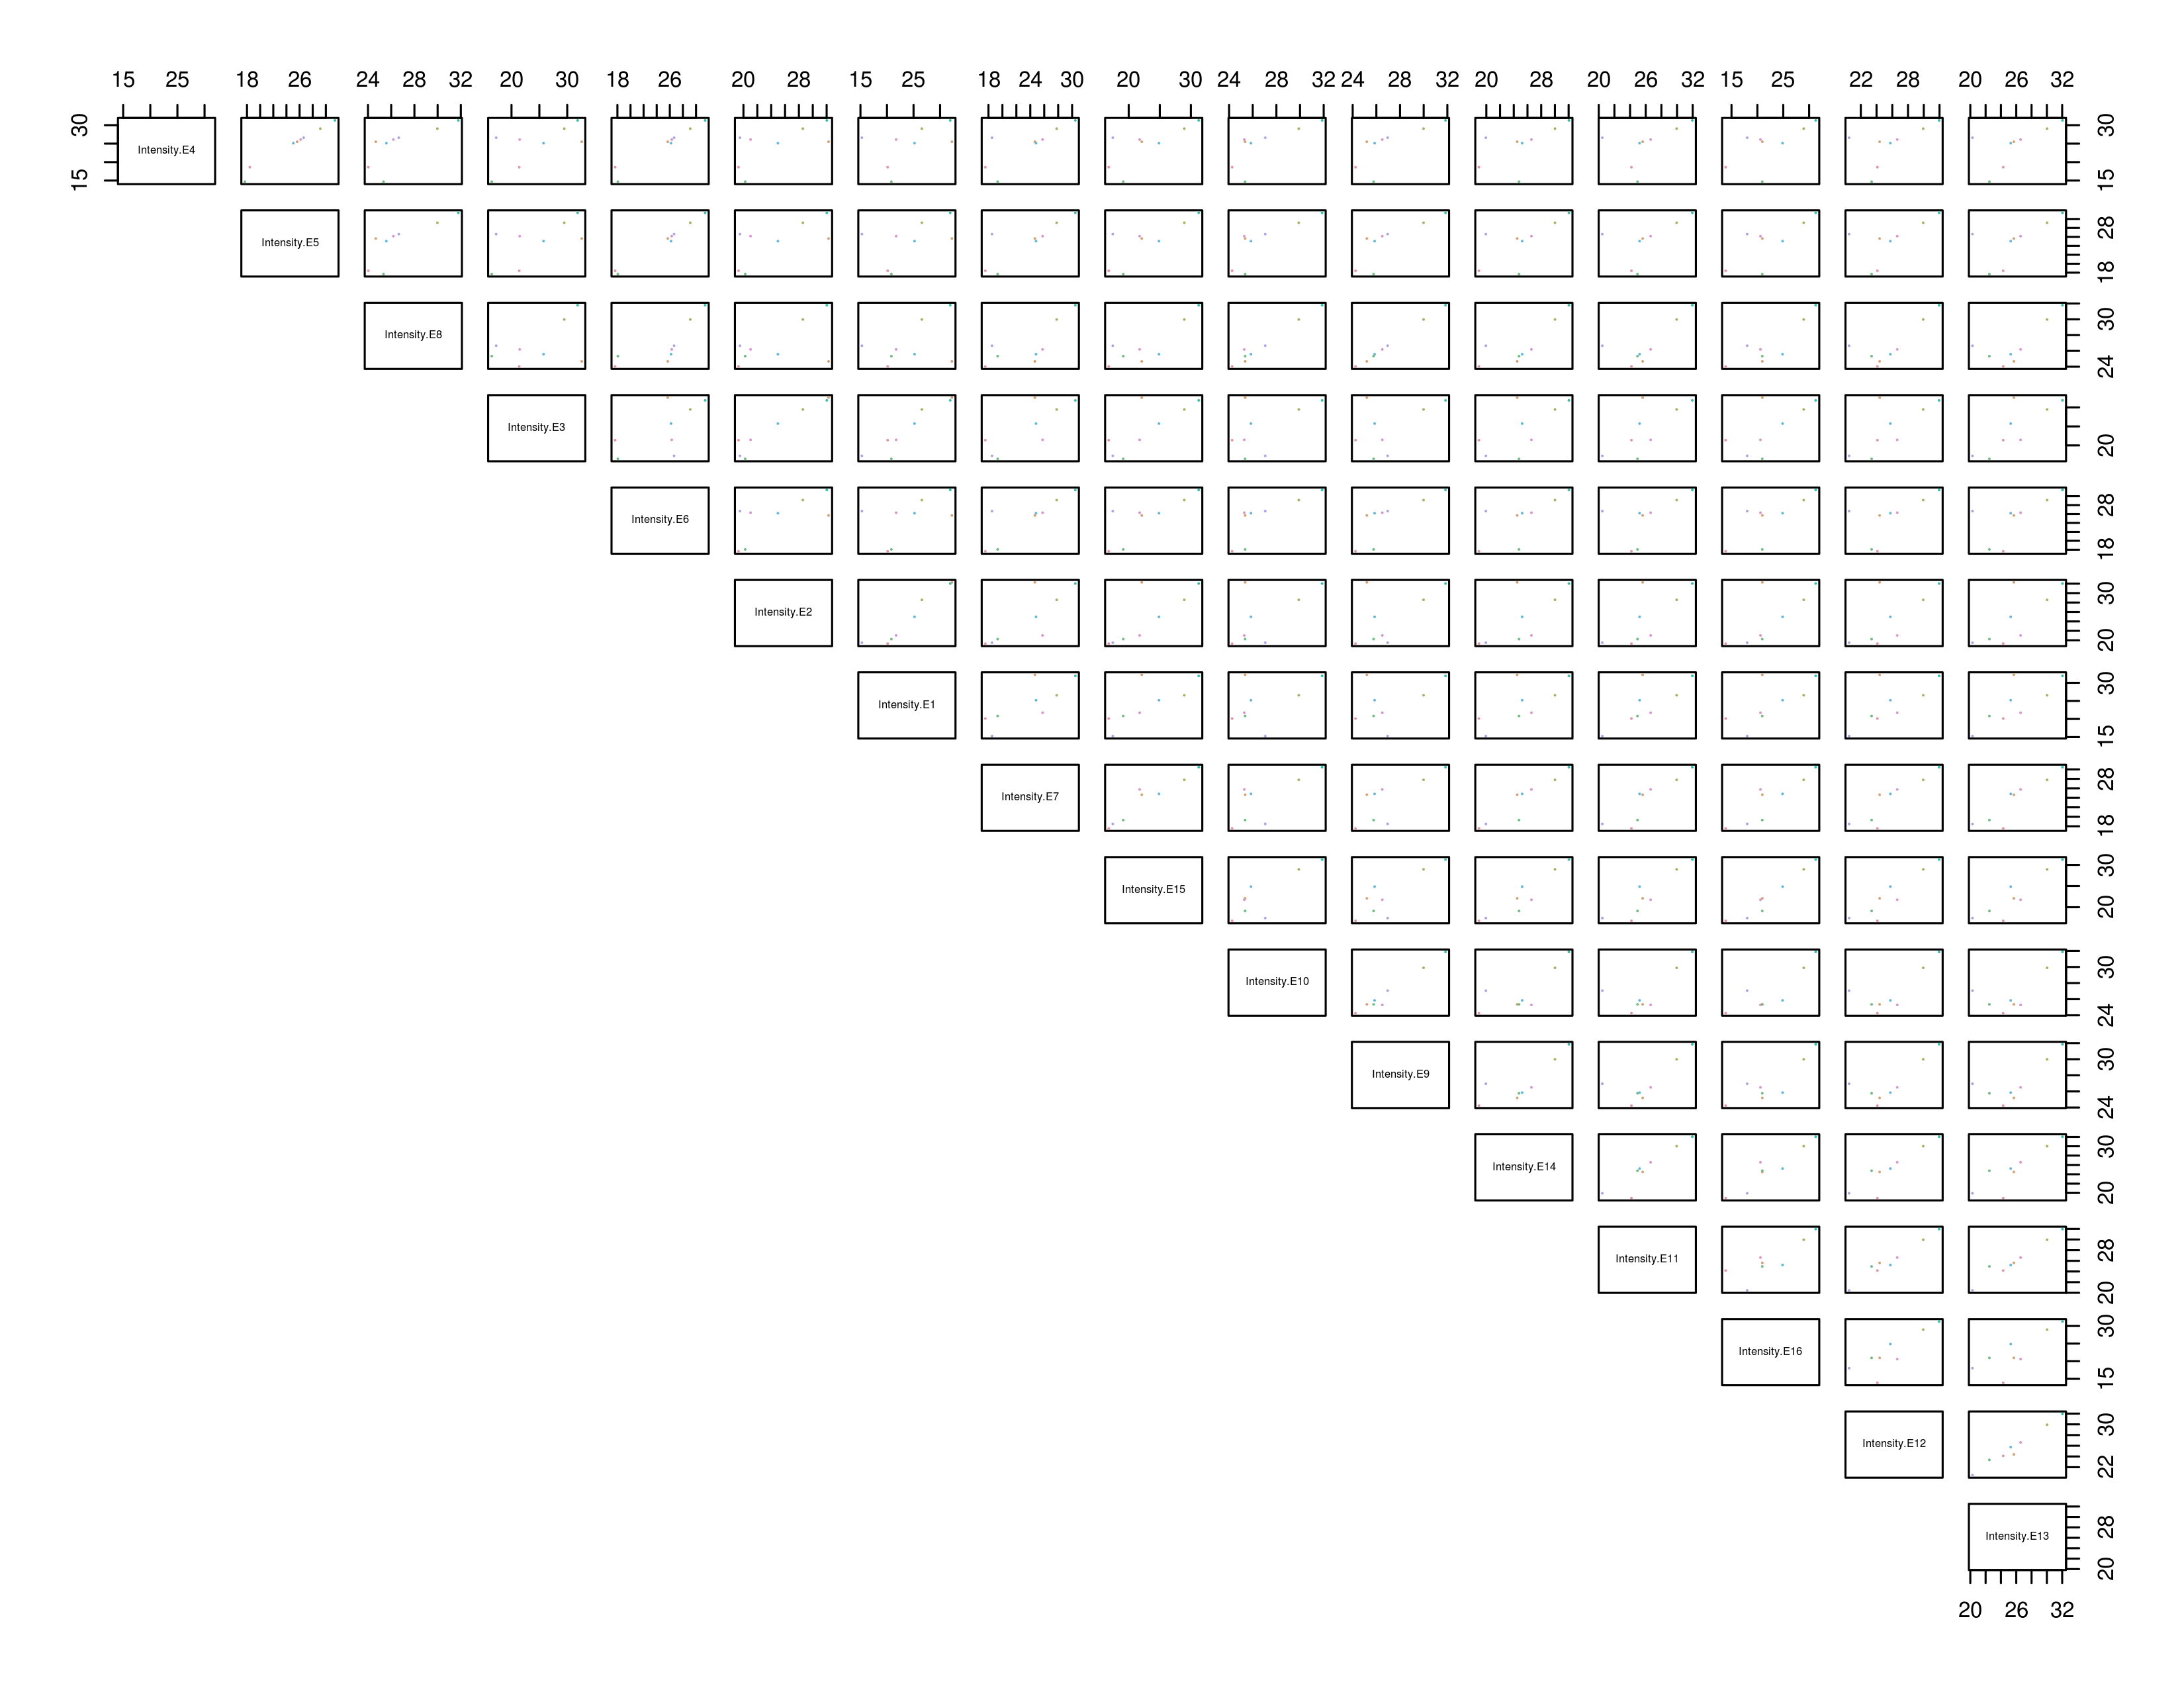 15 25 18 26 24 28 32 20 30 18 26 20 28 15 25 18 24 30 20 30 24 28 32 24 28 32 20 28 20 26 32 15 25 22 28 20 26 32
15 30 Intensity.E4 15 30
Intensity.E5 18 28
Intensity.E8 24 30
Intensity.E3 20
Intensity.E6 18 28
Intensity.E2 20 30
Intensity.E1 15 30
Intensity.E7 18 28
Intensity.E15 20 30
Intensity.E10 24 30
Intensity.E9 24 30
Intensity.E14 20 30
Intensity.E11 20 28
Intensity.E16 15 30
Intensity.E12 22 30
Intensity.E13 20 28
20 26 32